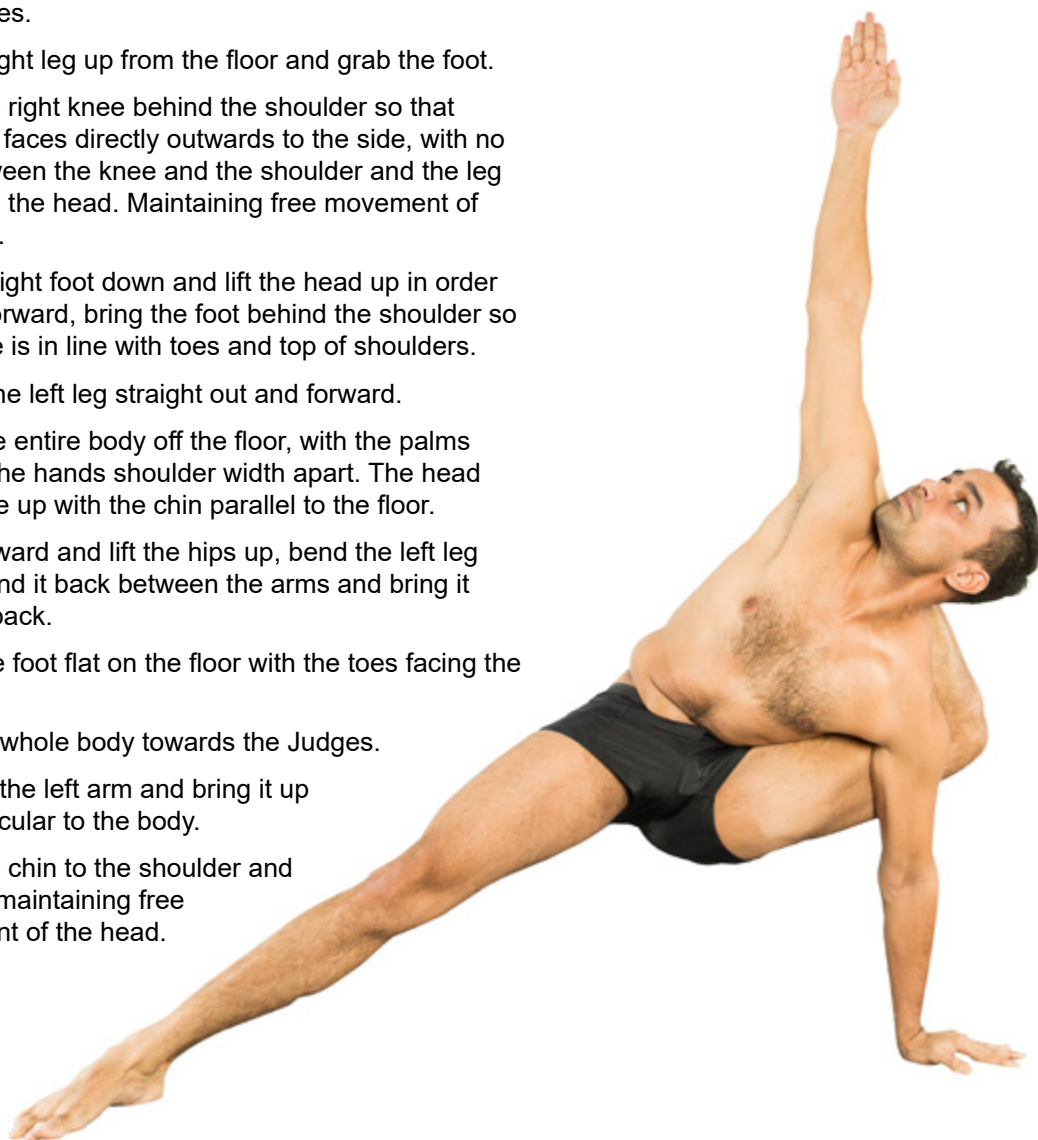 es.
ght leg up from the floor and grab the foot.
right knee behind the shoulder so that
faces directly outwards to the side, with no
ween the knee and the shoulder and the leg
the head. Maintaining free movement of
.
ight foot down and lift the head up in order
orward, bring the foot behind the shoulder so
e is in line with toes and top of shoulders.
he left leg straight out and forward.
e entire body off the floor, with the palms
he hands shoulder width apart. The head
e up with the chin parallel to the floor.
ward and lift the hips up, bend the left leg
nd it back between the arms and bring it
back.
e foot flat on the floor with the toes facing the
whole body towards the Judges.
the left arm and bring it up
cular to the body.
chin to the shoulder and
maintaining free
nt of the head.